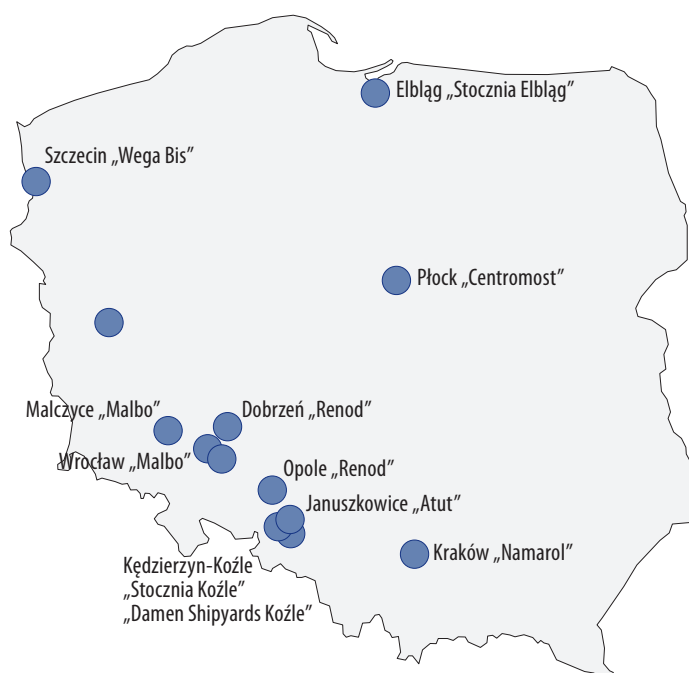 Elbląg „Stocznia Elbląg”
Szczecin „Wega Bis”
Płock „Centromost”
Malczyce „Malbo”
Dobrzeń „Renod”
Wrocław „Malbo”
Opole „Renod”
Januszkowice „Atut”
Kraków „Namarol”
Kędzierzyn-Koźle
„Stocznia Koźle”
„Damen Shipyards Koźle”